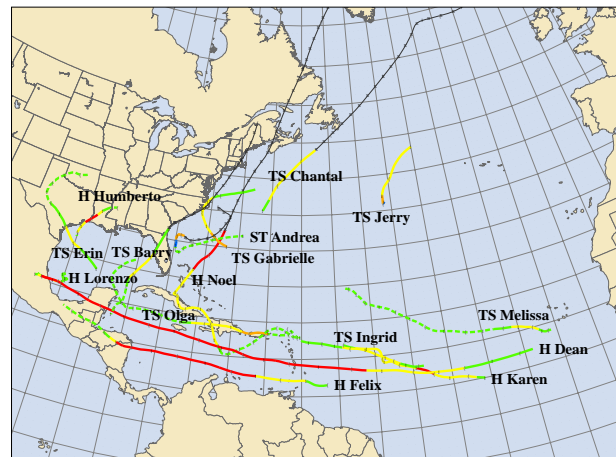 TS Chantal
H Humberto
TS Jerry
ST Andrea
TS Erin
TS Barry
TS Gabrielle
H Lorenzo
H Noel
TS Olga
TS Melissa
TS Ingrid
H Dean
H Felix
H Karen